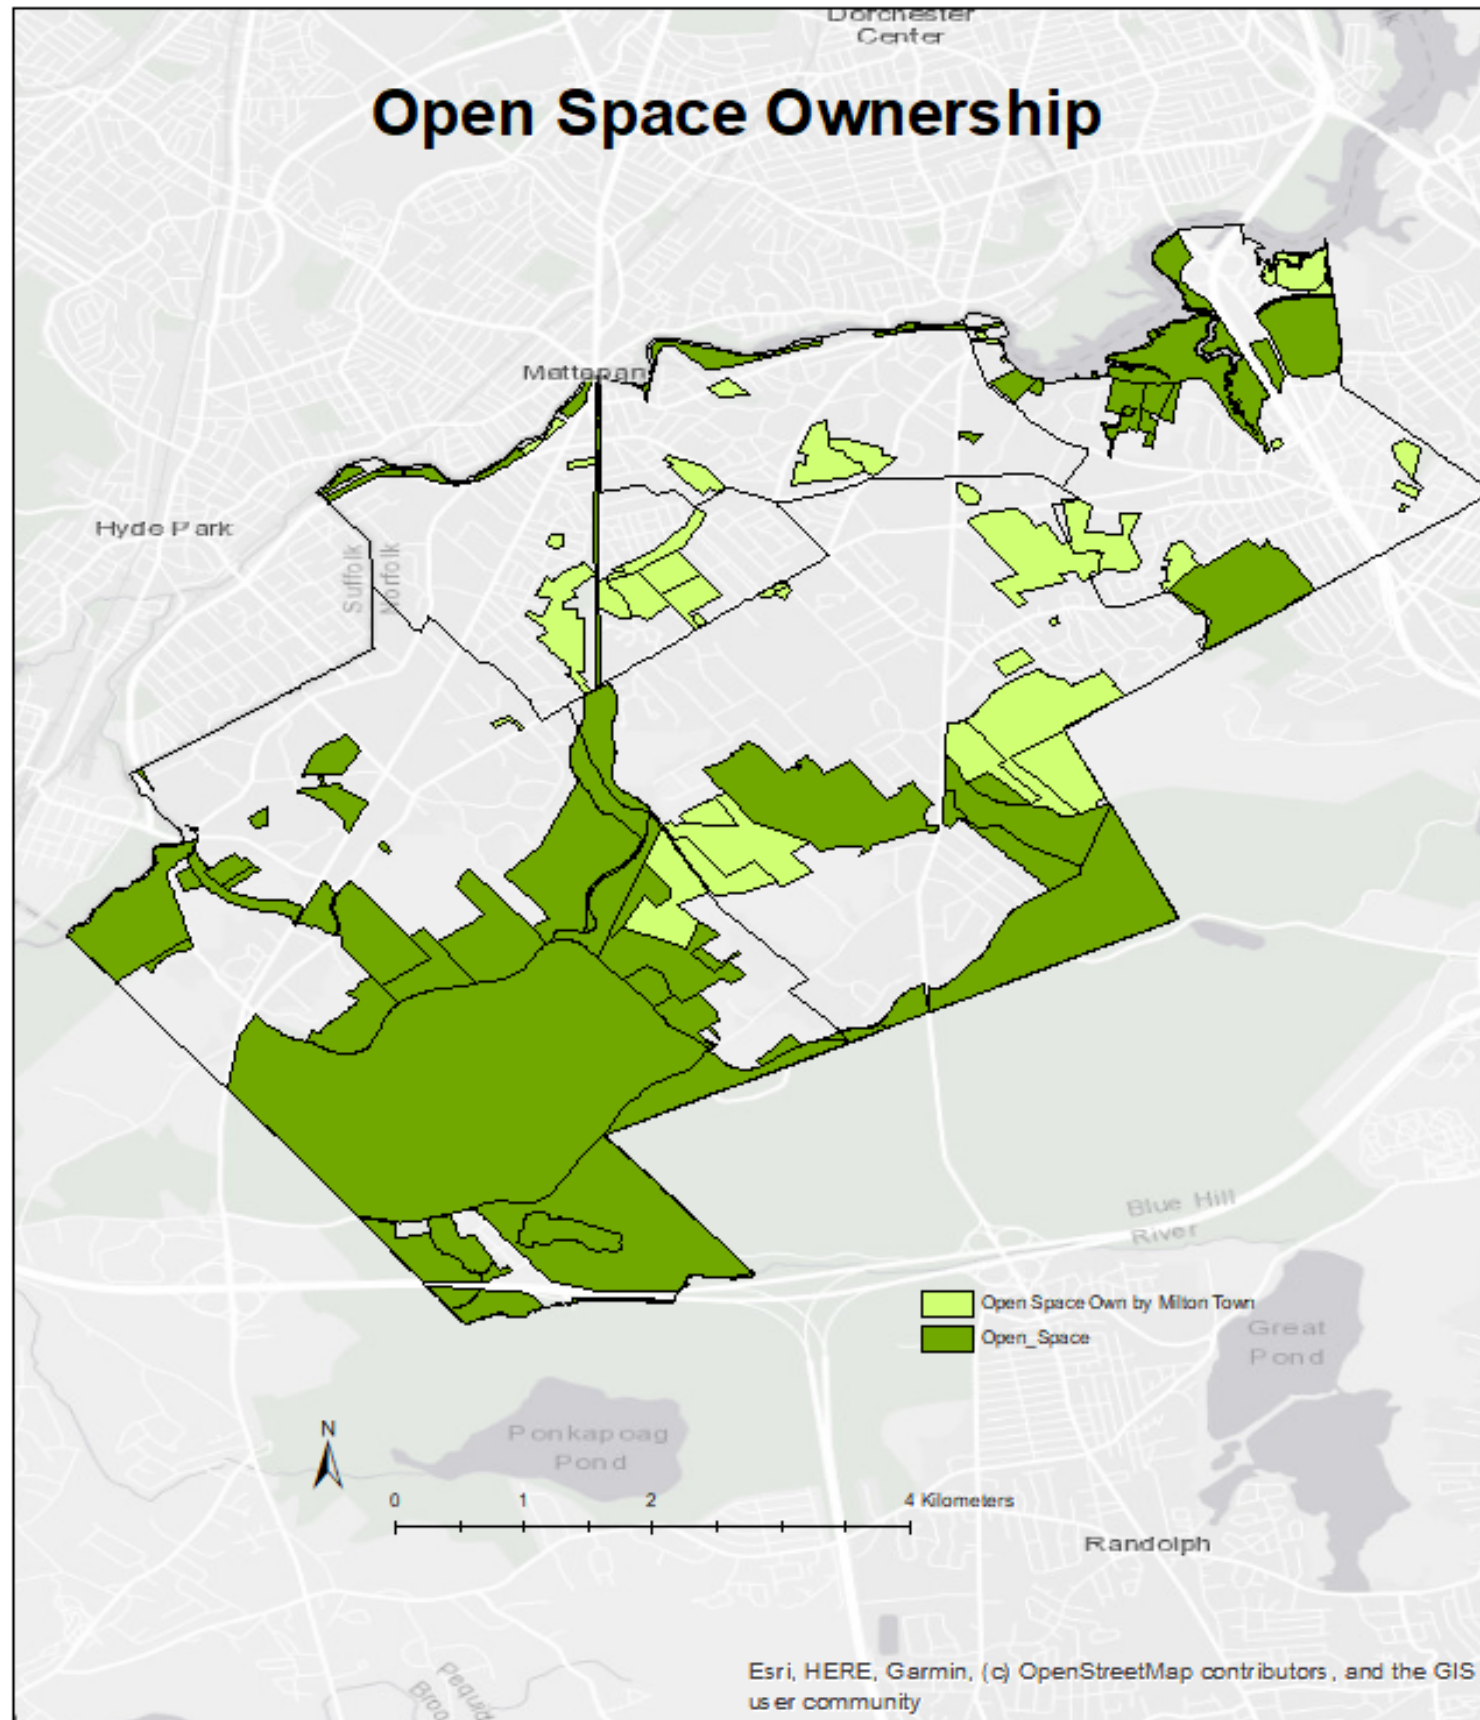 Dorchester
Center
Open Space Ownership
Mattapan
Hyde Park
Suffolk
Norfolk
Blue Hill
River
Open Space Own by Milton Town
Open_Space
Great
Pond
N
Ponkapoag
Pond
0 1 2 4 Kilometers
Randolph
Esri, HERE, Garmin, (c) OpenStreetMap contributors, and the GIS
user community